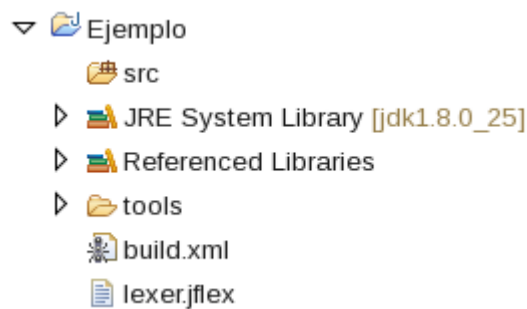 Ejemplo
src
JRE System Library [jdk1.8.0_25]
Referenced Libraries
tools
build.xml
lexer.jflex